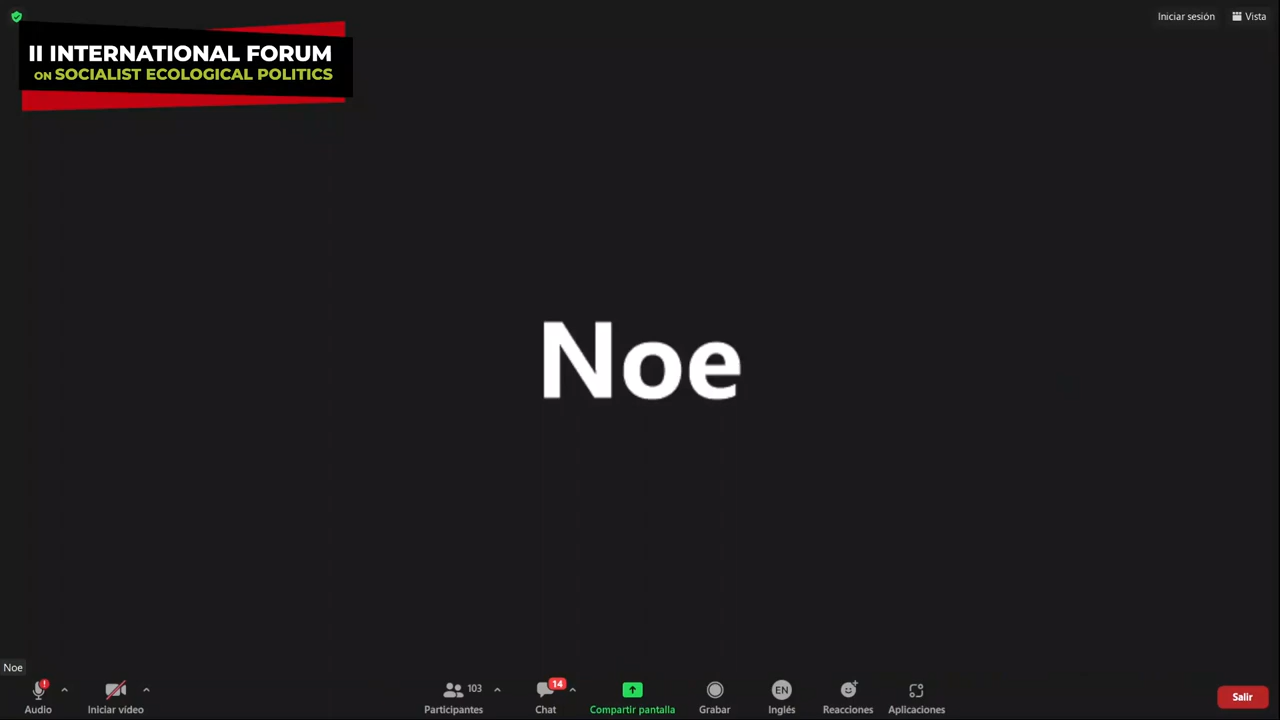 II INTERNATIONAL FORUM
ON SOCIALIST ECOLOGICAL POLITICS
Iniciar sesión
Vista
Noe
Noe
Audio
Iniciar video
103
Participantes
14
Chat
Compartir pantalla
Grabar
EN
Inglés
Reacciones
Aplicaciones
Salir